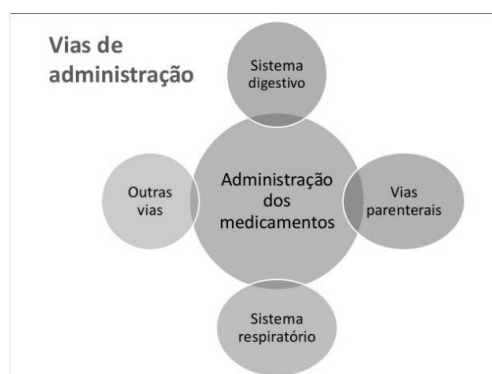 Vias de
administração
Sistema
digestivo
Outras
vias
Administração
dos
medicamentos
Vias
parenterais
Sistema
respiratório